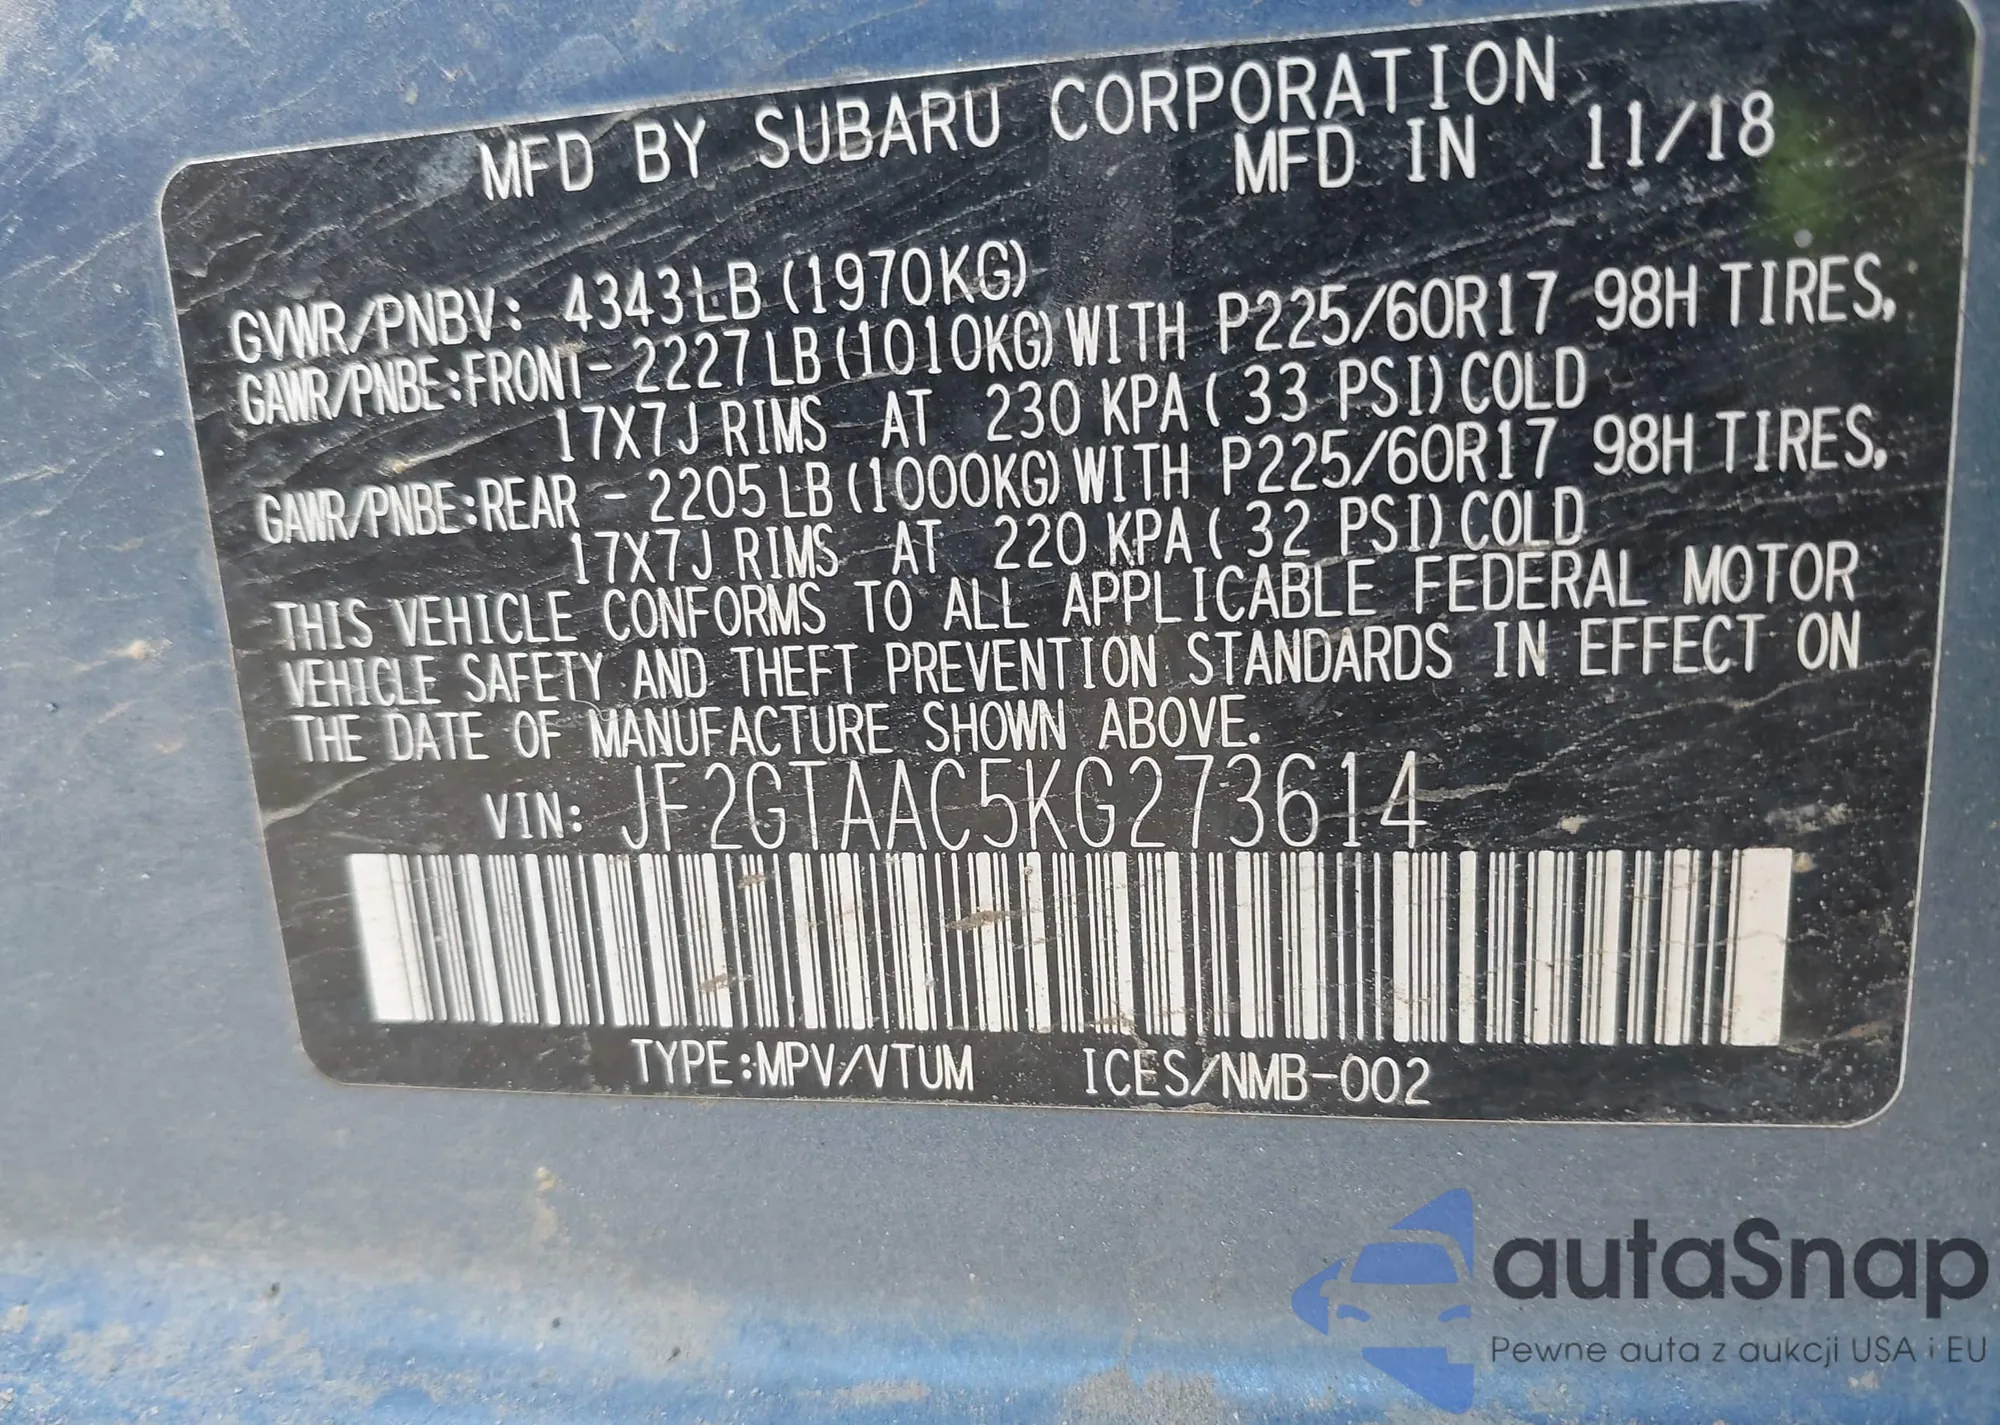 MFD BY SUBARU CORPORATION
MFD IN 11/18
GVWR/PNBV: 4343LB (1970KG)
GAWR/PNBE:FRONT- 2227 LB (1010KG) WITH P225/60R17 98H TIRES,
17X7J RIMS AT 230 KPA ( 33 PSI) COLD
GAWR/PNBE:REAR - 2205 LB (1000KG) WITH P225/60R17 98H TIRES,
17X7J RIMS AT 220 KPA ( 32 PSI) COLD
THIS VEHICLE CONFORMS TO ALL APPLICABLE FEDERAL MOTOR
VEHICLE SAFETY AND THEFT PREVENTION STANDARDS IN EFFECT ON
THE DATE OF MANUFACTURE SHOWN ABOVE.
VIN: JF2GTAAC5KG273614
TYPE:MPV/VTUM ICES/NMB-002
autaSnap
Pewne auta z aukcji USA i EU